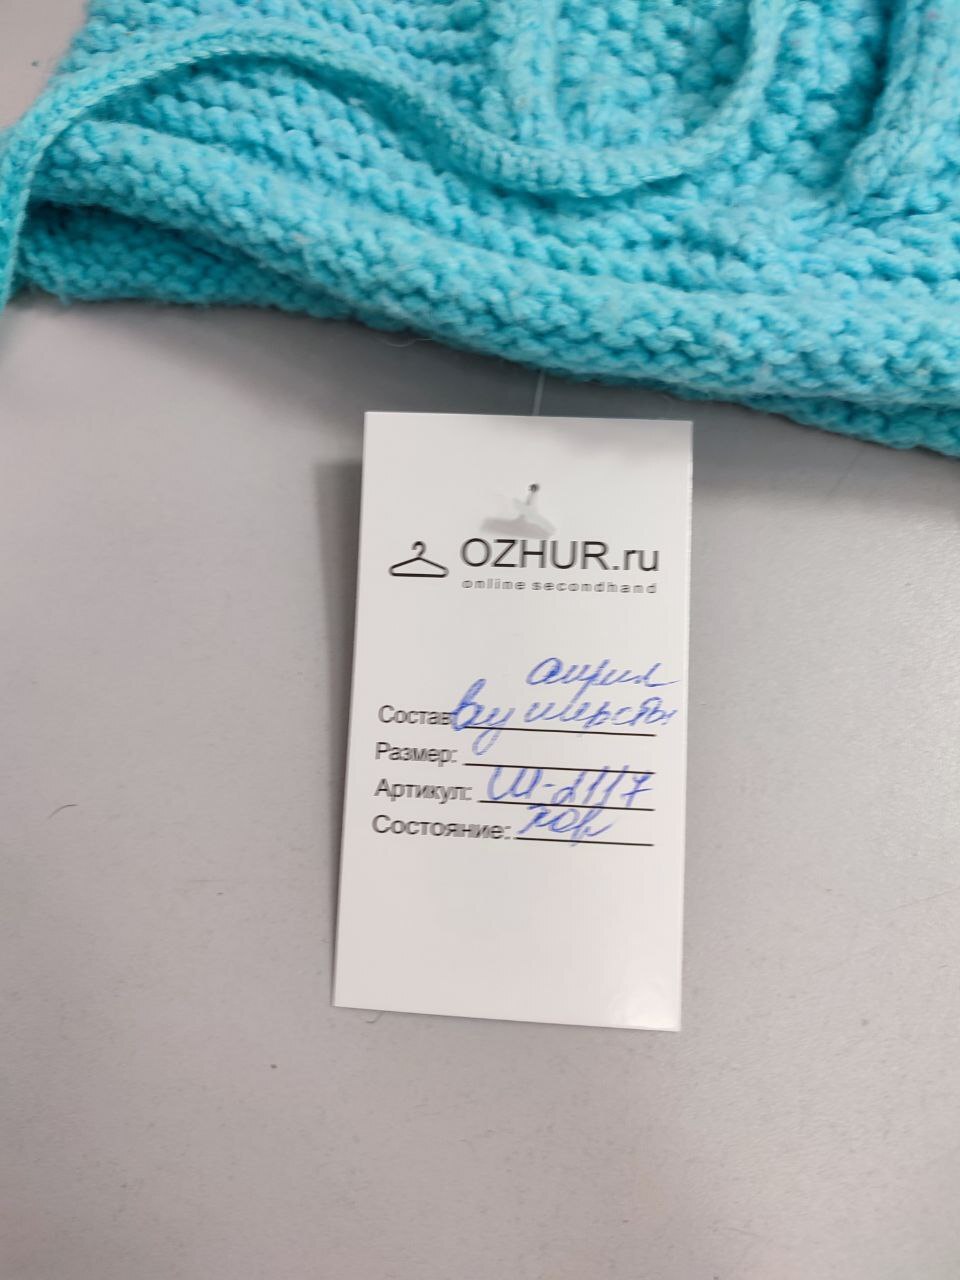 OZHUR.ru
online secondhand
акрил
Состав: шерсть
Размер:
Артикул: Ш-2117
Состояние: хор